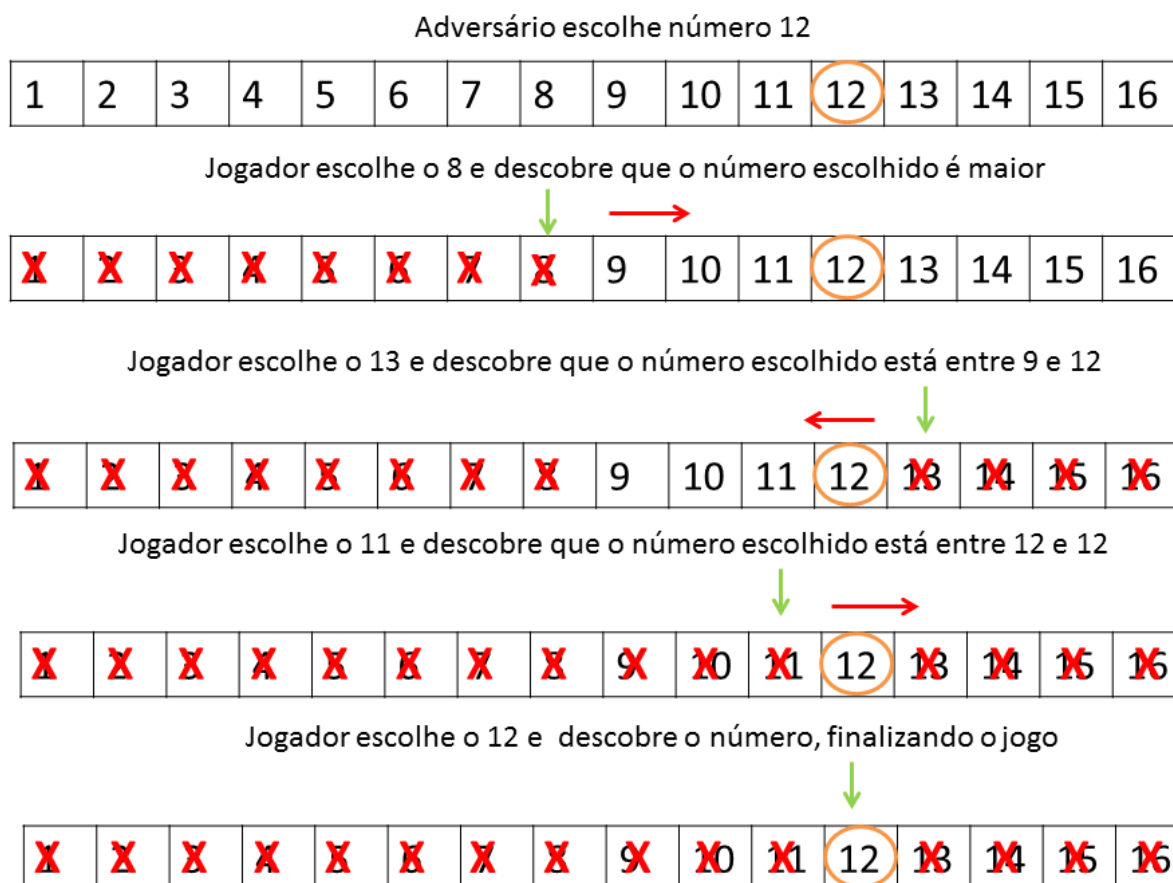 Adversário escolhe número 12
1 2 3 4 5 6 7 8 9 10 11 12 13 14 15 16
Jogador escolhe o 8 e descobre que o número escolhido é maior
1 2 3 4 5 6 7 8 9 10 11 12 13 14 15 16
Jogador escolhe o 13 e descobre que o número escolhido está entre 9 e 12
1 2 3 4 5 6 7 8 9 10 11 12 13 14 15 16
Jogador escolhe o 11 e descobre que o número escolhido está entre 12 e 12
1 2 3 4 5 6 7 8 9 10 11 12 13 14 15 16
Jogador escolhe o 12 e descobre o número, finalizando o jogo
1 2 3 4 5 6 7 8 9 10 11 12 13 14 15 16